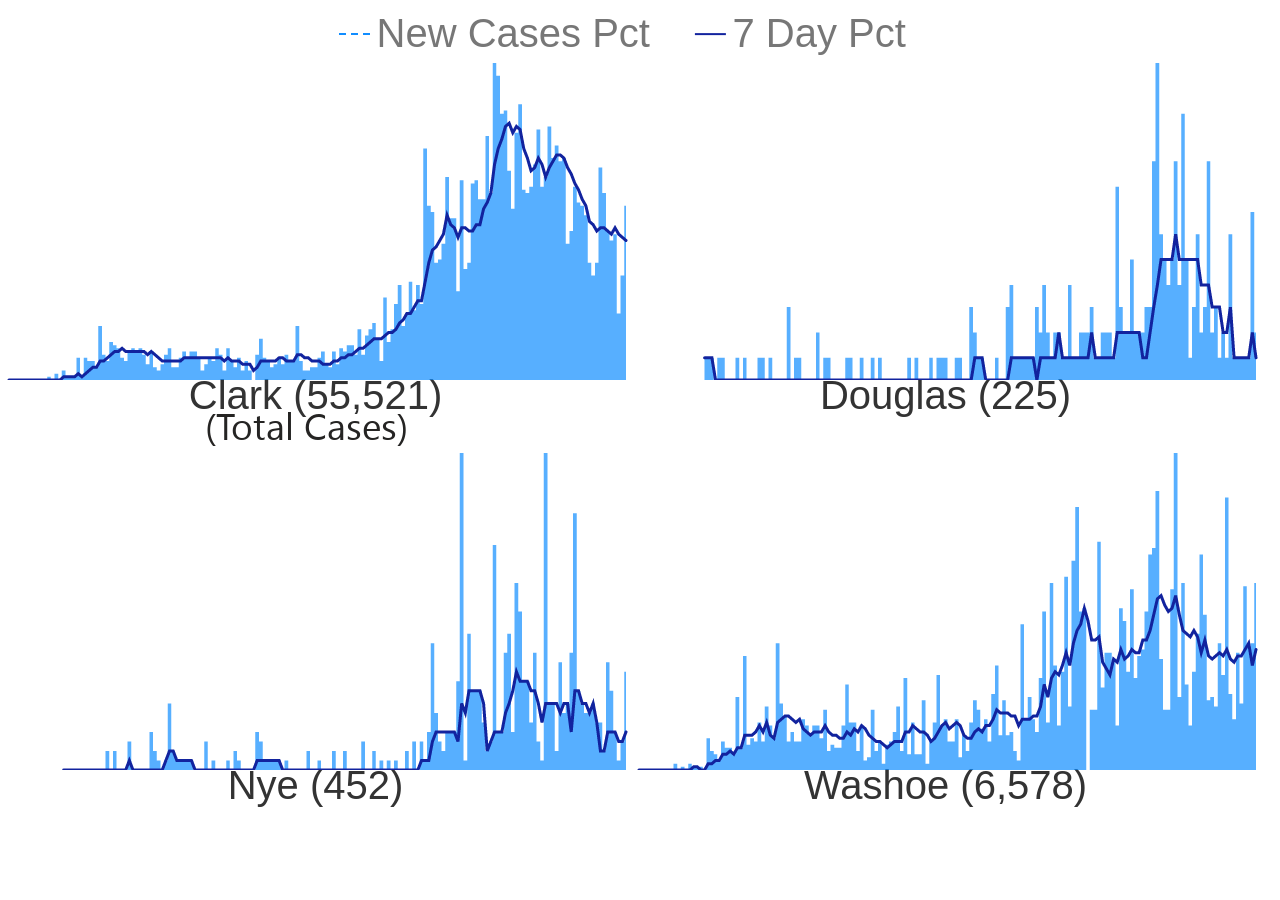 New Cases Pct 7 Day Pct
Clark (55,521)
(Total Cases)
Douglas (225)
Nye (452)
Washoe (6,578)